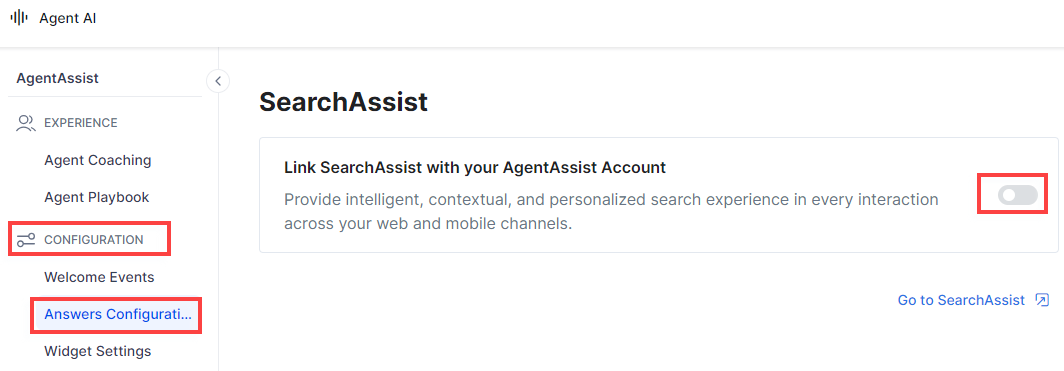 Agent AI
AgentAssist
EXPERIENCE
Agent Coaching
Agent Playbook
CONFIGURATION
Welcome Events
Answers Configurati...
Widget Settings
SearchAssist
Link SearchAssist with your AgentAssist Account
Provide intelligent, contextual, and personalized search experience in every interaction
across your web and mobile channels.
Go to SearchAssist